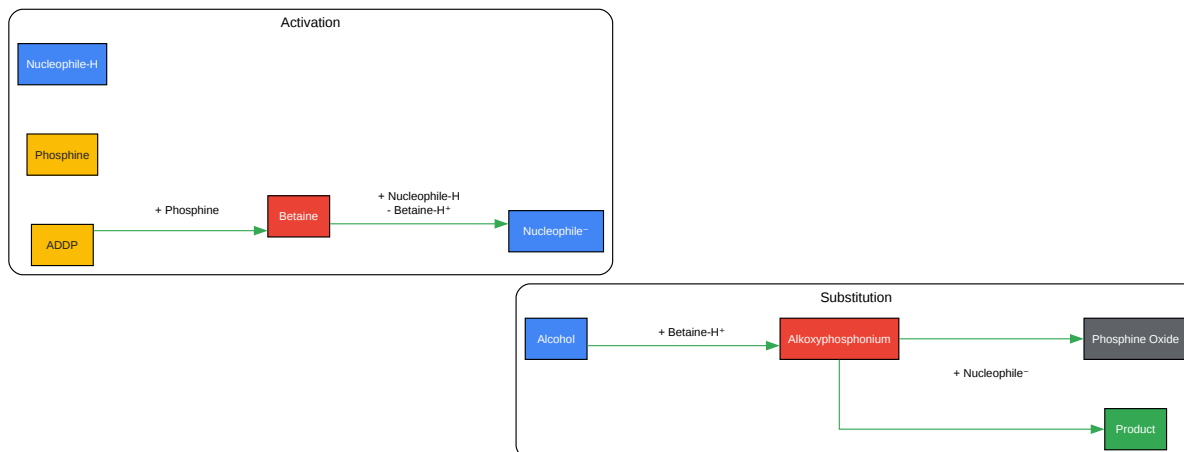 Activation
Nucleophile-H
Phosphine
+ Phosphine
Betaine
+ Nucleophile-H
- Betaine-H⁺
ADDP
Nucleophile⁻
Substitution
Alcohol
+ Betaine-H⁺
Alkoxyphosphonium
Phosphine Oxide
+ Nucleophile⁻
Product